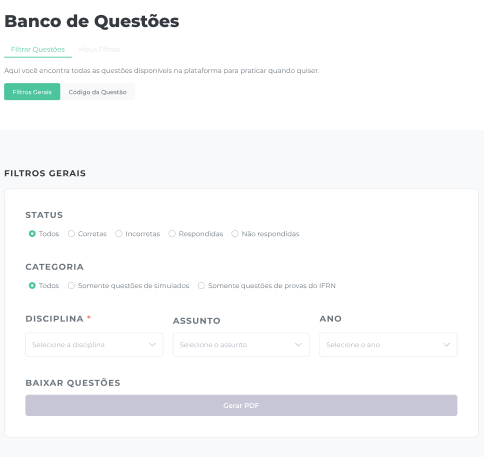 Banco de Questões
Filtrar Questões Meus Filtros
Aqui você encontra todas as questões disponíveis na plataforma para praticar quando quiser.
Filtros Gerais Código da Questão
FILTROS GERAIS
STATUS
Todos Corretas Incorretas Respondidas Não respondidas
CATEGORIA
Todos Somente questões de simulados Somente questões de provas do IFRN
DISCIPLINA * ASSUNTO ANO
Selecione a disciplina Selecione o assunto Selecione o ano
BAIXAR QUESTÕES
Gerar PDF